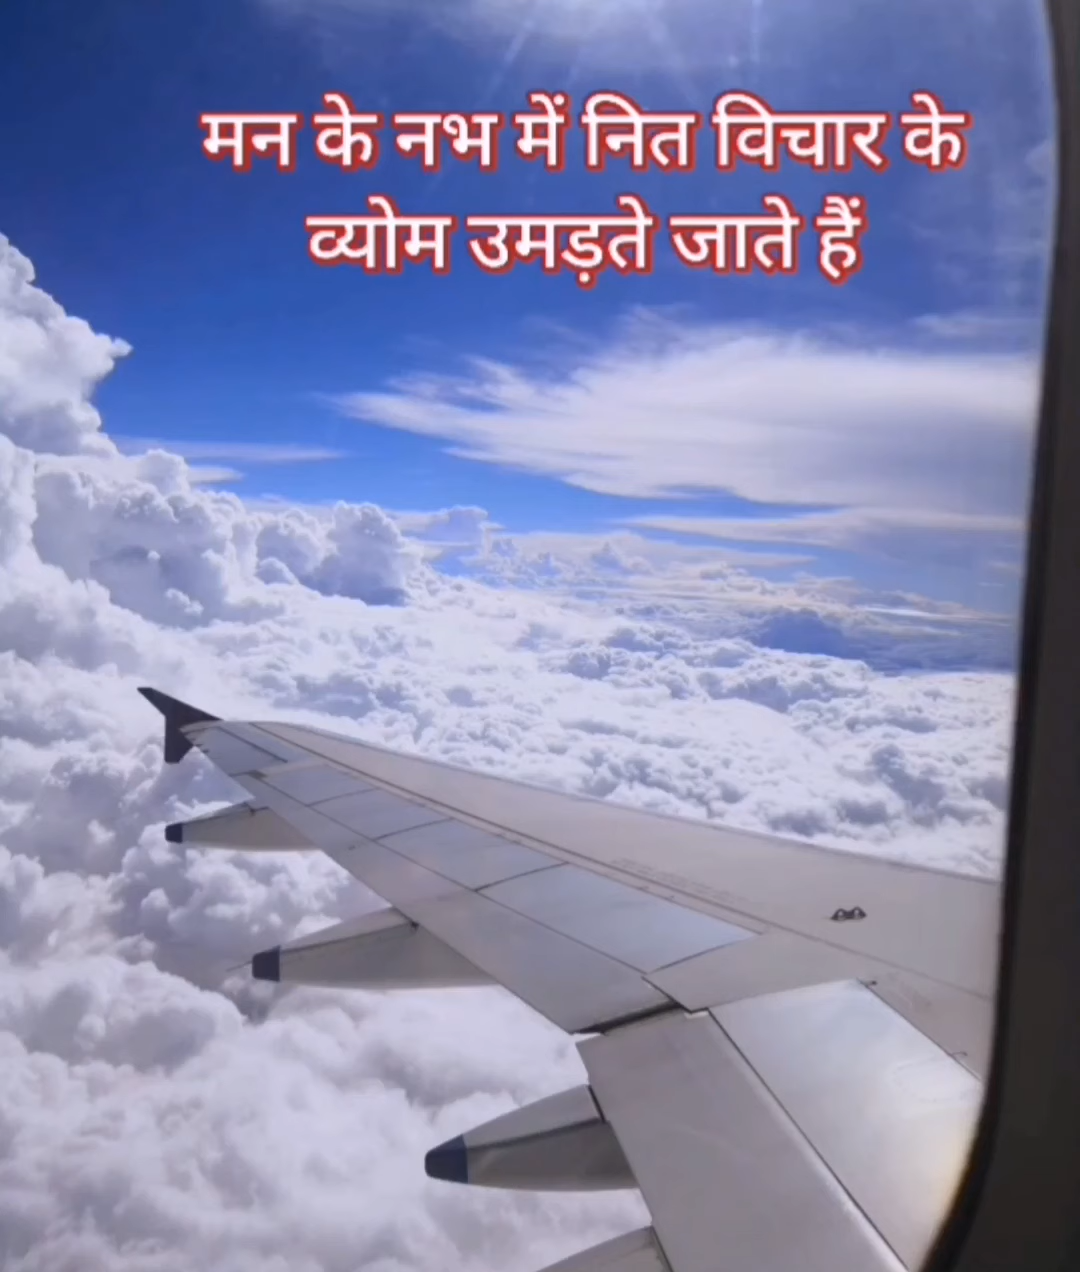 मन के नभ में नित विचार के
व्योम उमड़ते जाते हैं